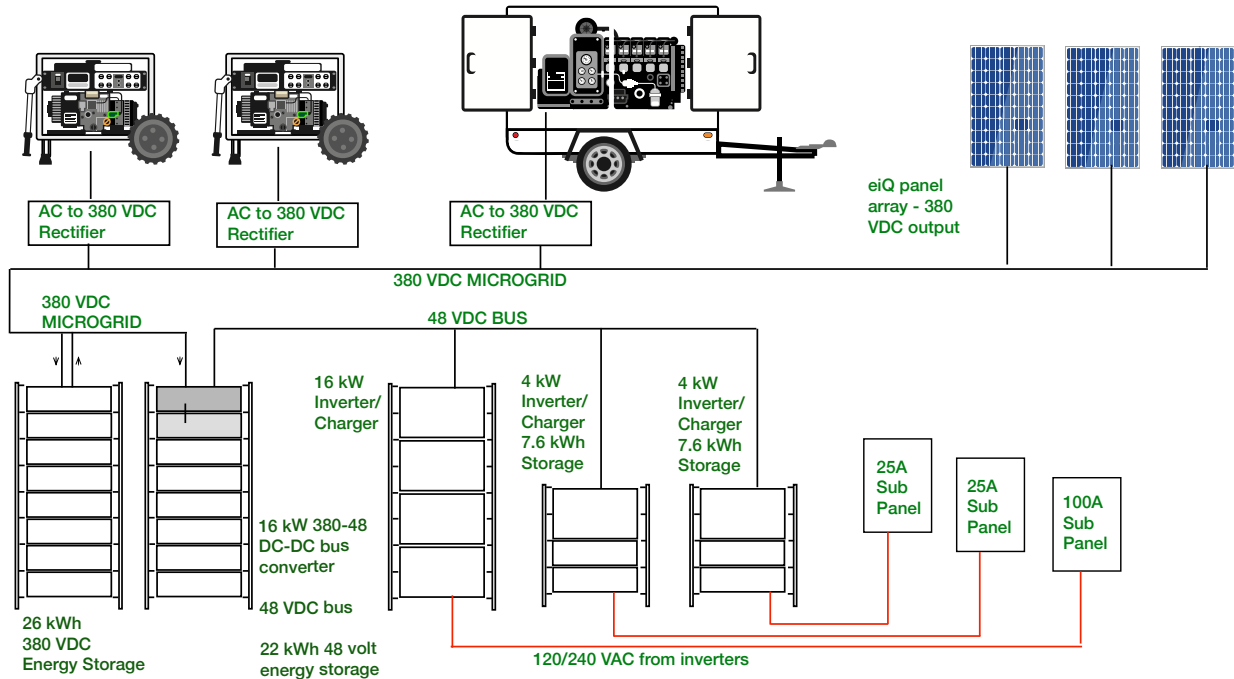 AC to 380 VDC
Rectifier
AC to 380 VDC
Rectifier
AC to 380 VDC
Rectifier
eiQ panel
array - 380
VDC output
380 VDC MICROGRID
380 VDC
MICROGRID
48 VDC BUS
16 kW
Inverter/
Charger
4 kW
Inverter/
Charger
7.6 kWh
Storage
4 kW
Inverter/
Charger
7.6 kWh
Storage
25A
Sub
Panel
25A
Sub
Panel
100A
Sub
Panel
16 kW 380-48
DC-DC bus
converter
48 VDC bus
22 kWh 48 volt
energy storage
26 kWh
380 VDC
Energy Storage
120/240 VAC from inverters